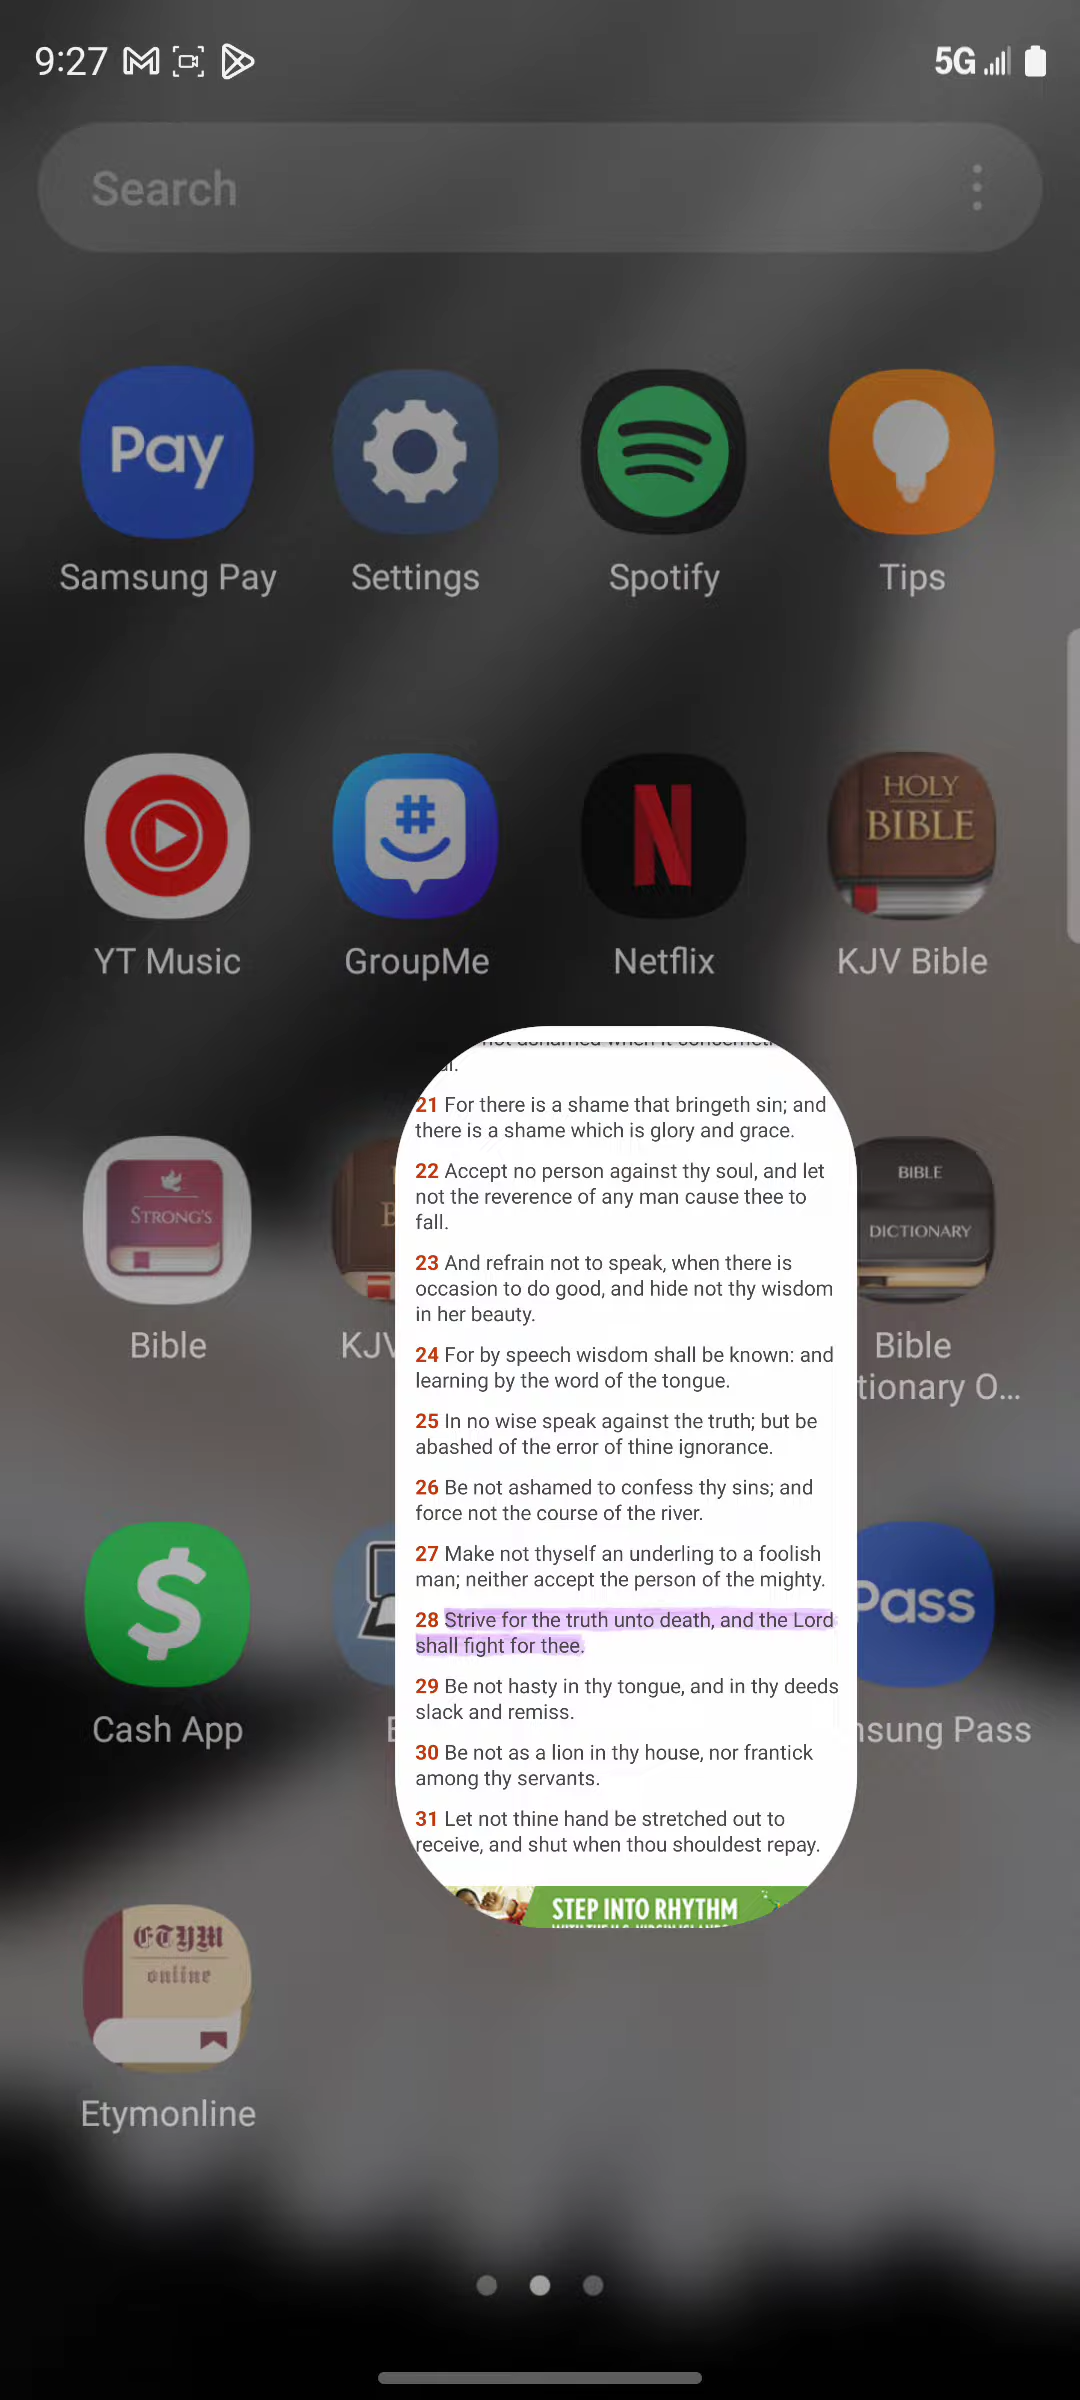 9:27
5G
Search
Pay
Samsung Pay
Settings
Spotify
Tips
HOLY
BIBLE
YT Music
GroupMe
Netflix
KJV Bible
not ashamed when it concerneth
21 For there is a shame that bringeth sin; and
there is a shame which is glory and grace.
22 Accept no person against thy soul, and let
not the reverence of any man cause thee to
fall.
23 And refrain not to speak, when there is
occasion to do good, and hide not thy wisdom
in her beauty.
24 For by speech wisdom shall be known: and
learning by the word of the tongue.
25 In no wise speak against the truth; but be
abashed of the error of thine ignorance.
26 Be not ashamed to confess thy sins; and
force not the course of the river.
27 Make not thyself an underling to a foolish
man; neither accept the person of the mighty.
28 Strive for the truth unto death, and the Lord
shall fight for thee.
29 Be not hasty in thy tongue, and in thy deeds
slack and remiss.
30 Be not as a lion in thy house, nor frantick
among thy servants.
31 Let not thine hand be stretched out to
receive, and shut when thou shouldest repay.
STEP INTO RHYTHM
STRONG'S
Bible
KJV
BIBLE
DICTIONARY
Bible
tionary O...
$
Cash App
Pass
nsung Pass
ETYM
online
Etymonline